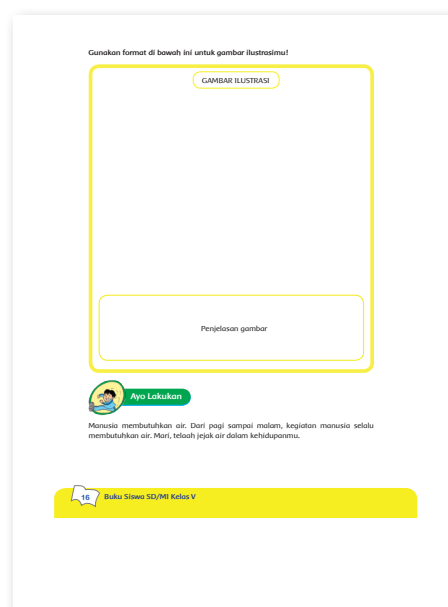 Gunakan format di bawah ini untuk gambar ilustrasimu!
GAMBAR ILUSTRASI
Penjelasan gambar
Ayo Lakukan
Manusia membutuhkan air. Dari pagi sampai malam, kegiatan manusia selalu
membutuhkan air. Mari, telaah jejak air dalam kehidupanmu.
16 Buku Siswa SD/MI Kelas V